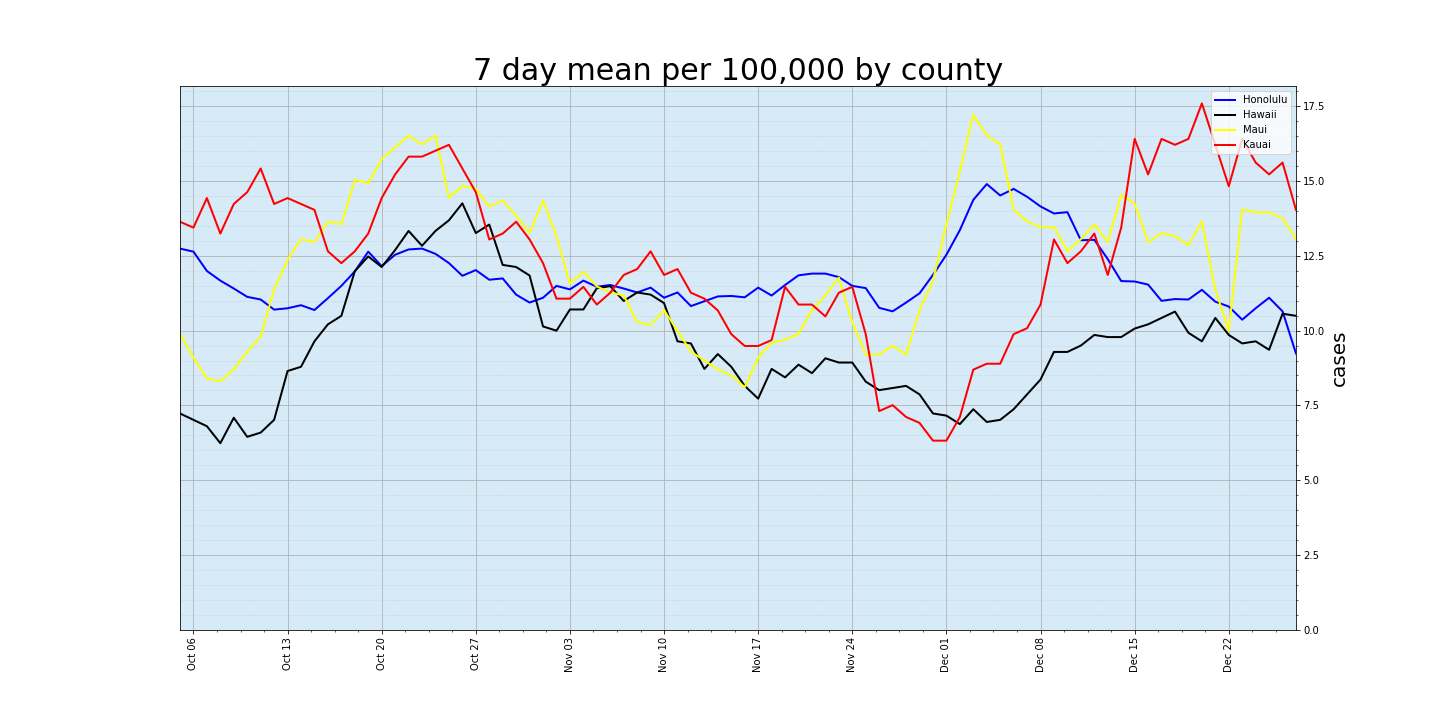 7 day mean per 100,000 by county
Honolulu
Hawaii
Maui
Kauai
17.5
15.0
12.5
10.0
7.5
5.0
2.5
0.0
cases
Oct 06
Oct 13
Oct 20
Oct 27
Nov 03
Nov 10
Nov 17
Nov 24
Dec 01
Dec 08
Dec 15
Dec 22